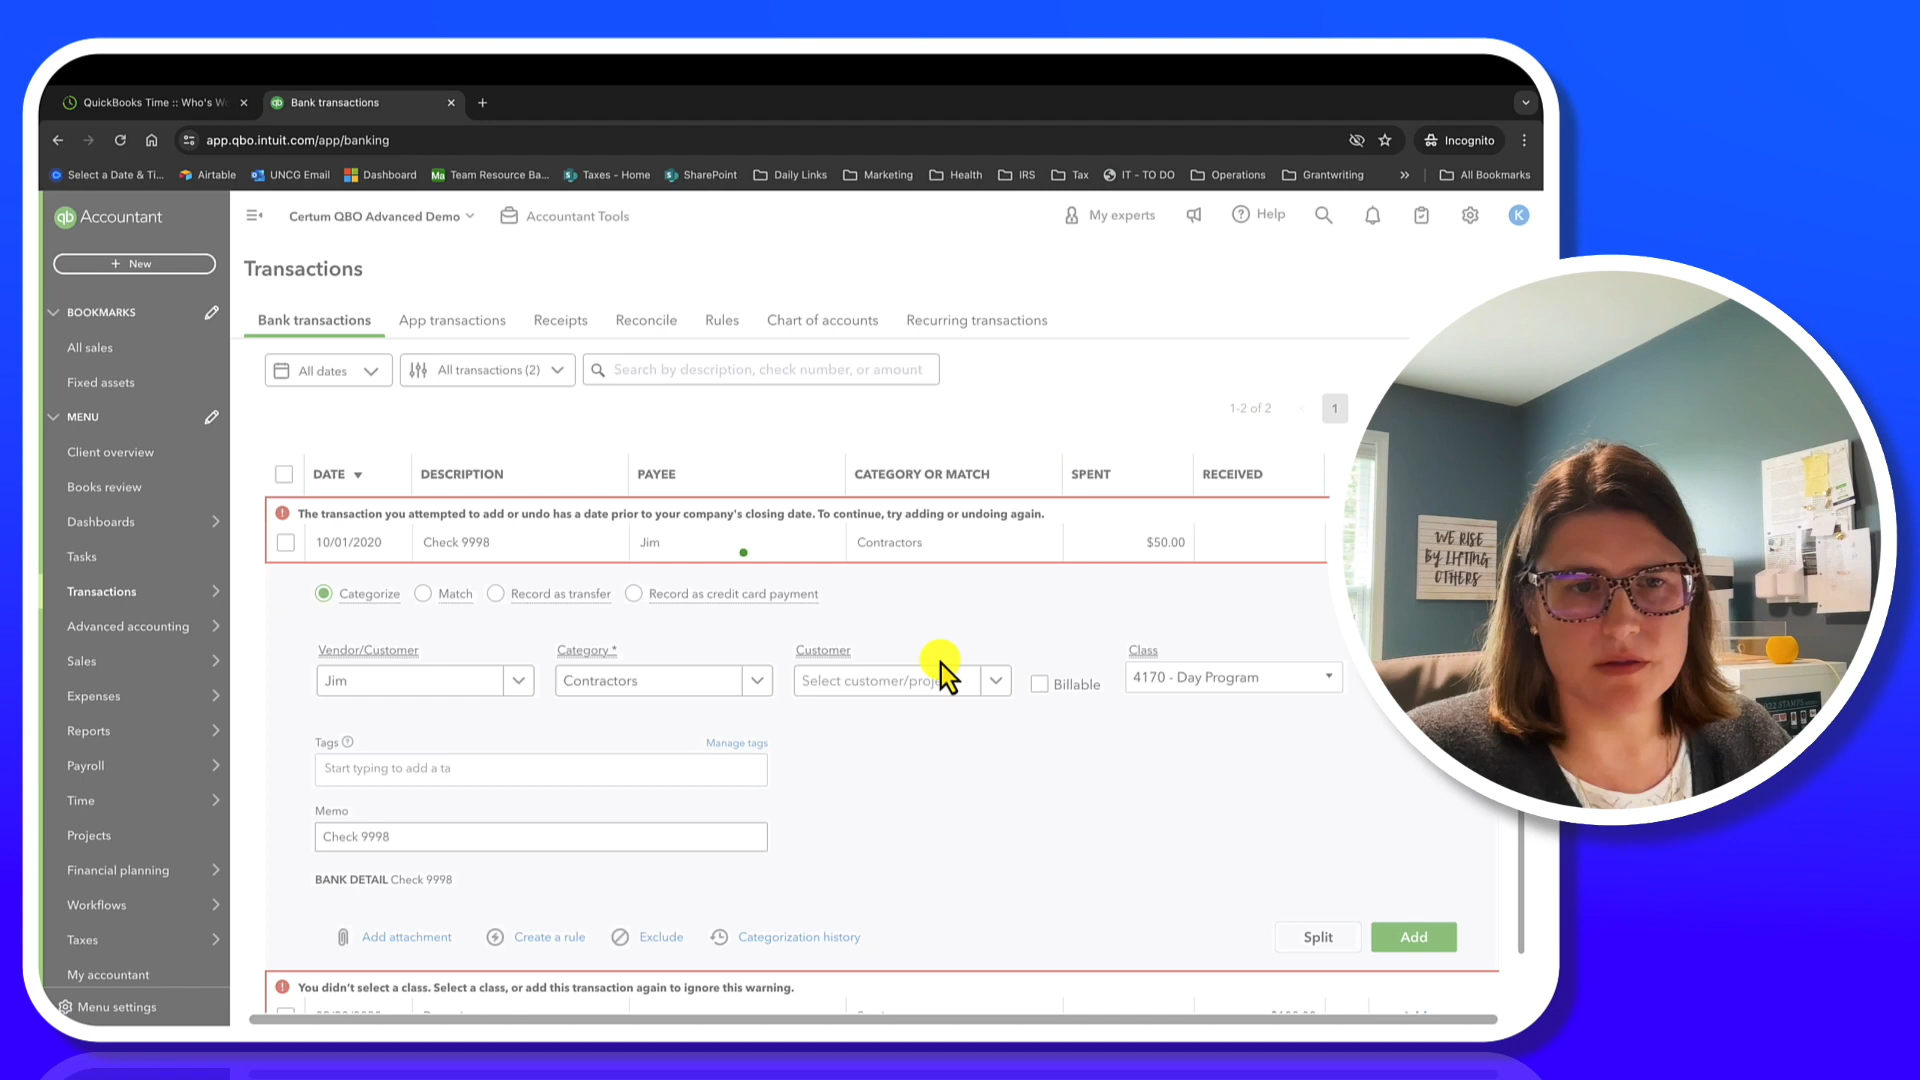 QuickBooks Time :: Who's Wo
Bank transactions
app.qbo.intuit.com/app/banking
Incognito
Select a Date & Ti...
Airtable
UNCG Email
Dashboard
Team Resource Ba...
Taxes - Home
SharePoint
Daily Links
Marketing
Health
IRS
Tax
IT - TO DO
Operations
Grantwriting
All Bookmarks
qb Accountant
Certum QBO Advanced Demo
Accountant Tools
My experts
Help
K
+ New
Transactions
BOOKMARKS
All sales
Fixed assets
MENU
Client overview
Books review
Dashboards
Tasks
Transactions
Advanced accounting
Sales
Expenses
Reports
Payroll
Time
Projects
Financial planning
Workflows
Taxes
My accountant
Menu settings
Bank transactions
App transactions
Receipts
Reconcile
Rules
Chart of accounts
Recurring transactions
All dates
All transactions (2)
Search by description, check number, or amount
1-2 of 2
1
DATE
DESCRIPTION
PAYEE
CATEGORY OR MATCH
SPENT
RECEIVED
The transaction you attempted to add or undo has a date prior to your company's closing date. To continue, try adding or undoing again.
10/01/2020
Check 9998
Jim
Contractors
$50.00
Categorize
Match
Record as transfer
Record as credit card payment
Vendor/Customer
Category *
Customer
Class
Jim
Contractors
Select customer/proje
Billable
4170 - Day Program
Tags
Manage tags
Start typing to add a ta
Memo
Check 9998
BANK DETAIL Check 9998
Add attachment
Create a rule
Exclude
Categorization history
Split
Add
You didn't select a class. Select a class, or add this transaction again to ignore this warning.
WE RISE
BY LIFTING
OTHERS